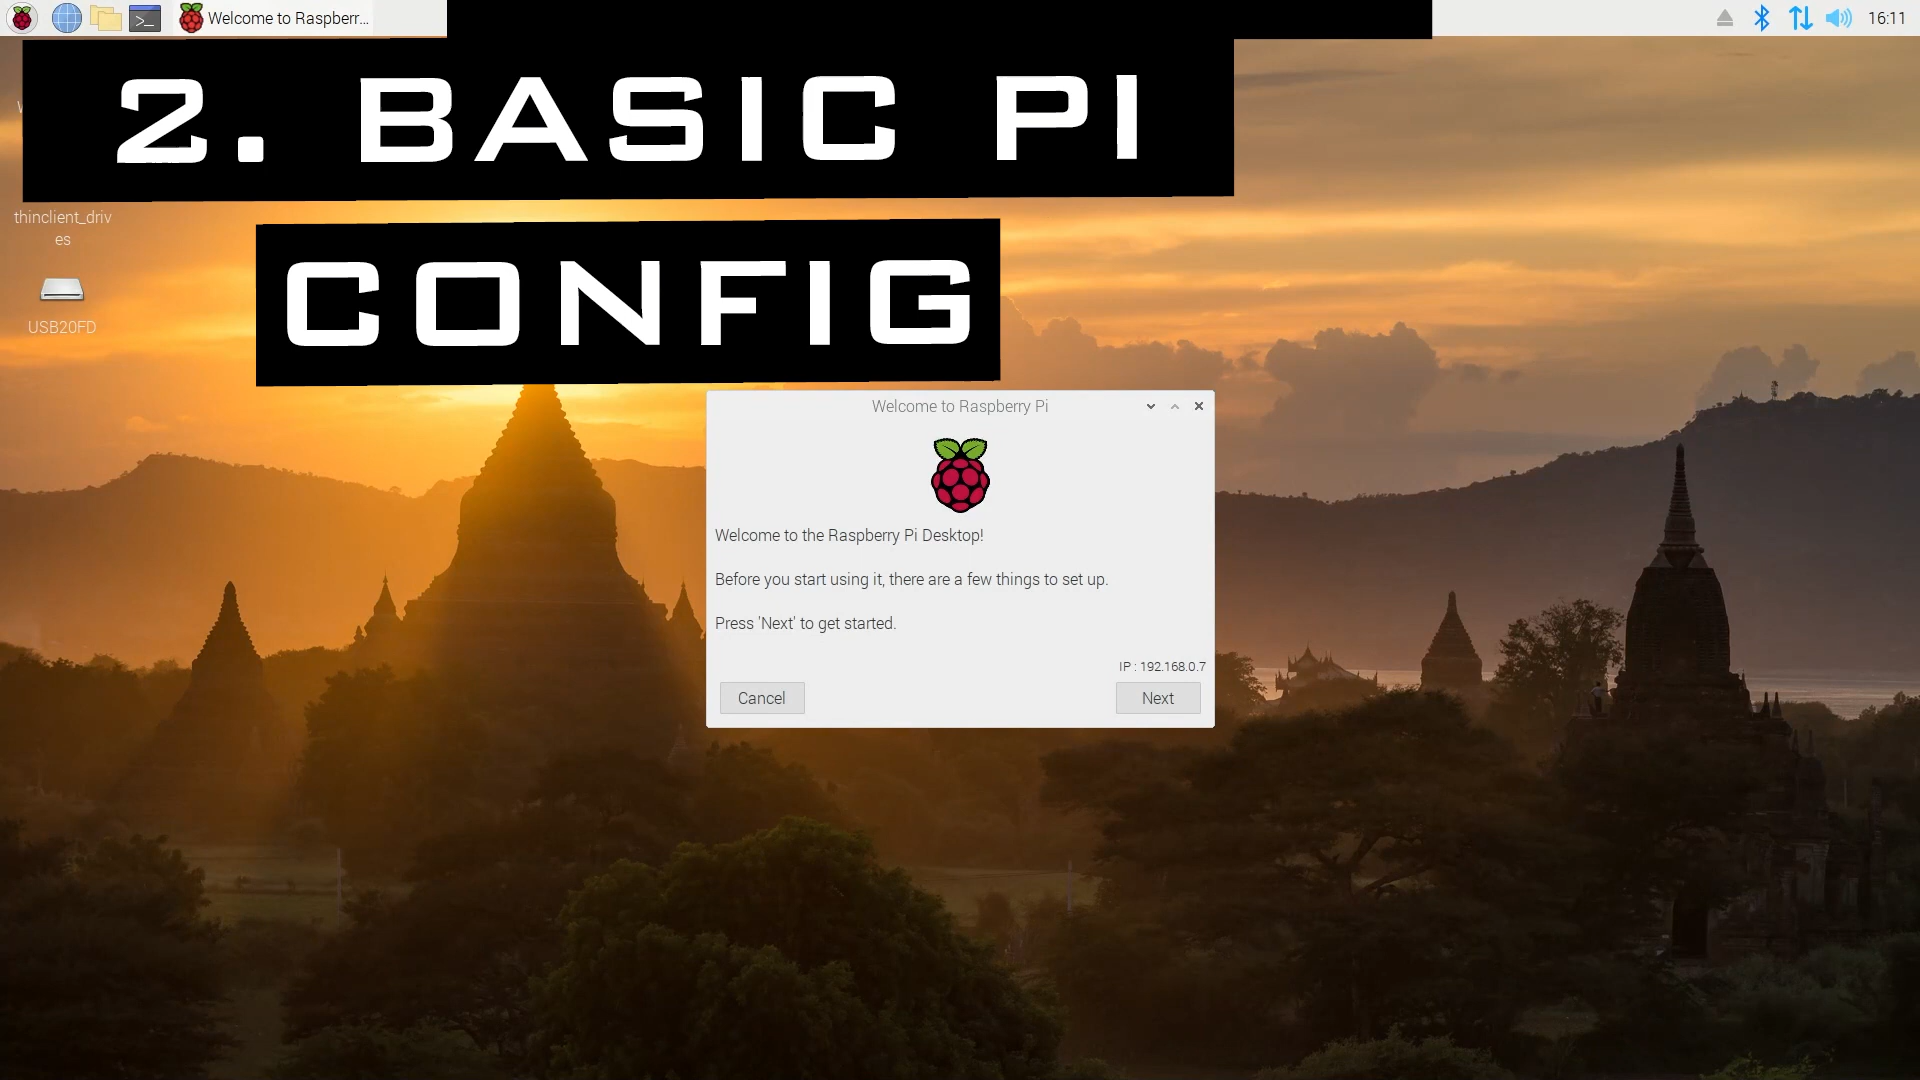 Welcome to Raspberr...
16:11
2. BASIC PI
CONFIG
thinclient_driv
es
USB20FD
Welcome to Raspberry Pi
Welcome to the Raspberry Pi Desktop!
Before you start using it, there are a few things to set up.
Press 'Next' to get started.
IP : 192.168.0.7
Cancel
Next